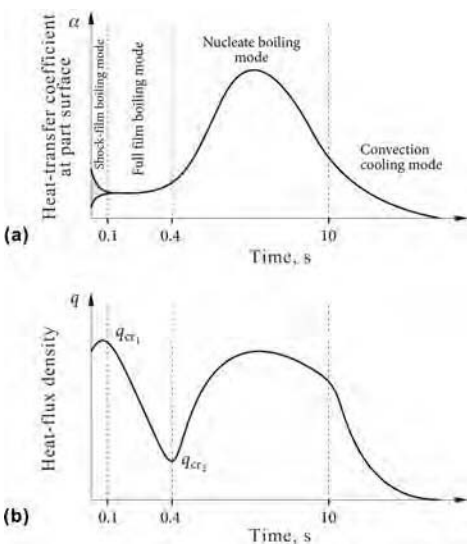 α
Heat-transfer coefficient
at part surface
Shock-film boiling mode
Full film boiling mode
Nucleate boiling
mode
Convection
cooling mode
(a)
0.1
0.4
10
Time, s
q
qcr1
Heat-flux density
qcr2
(b)
0.1
0.4
10
Time, s